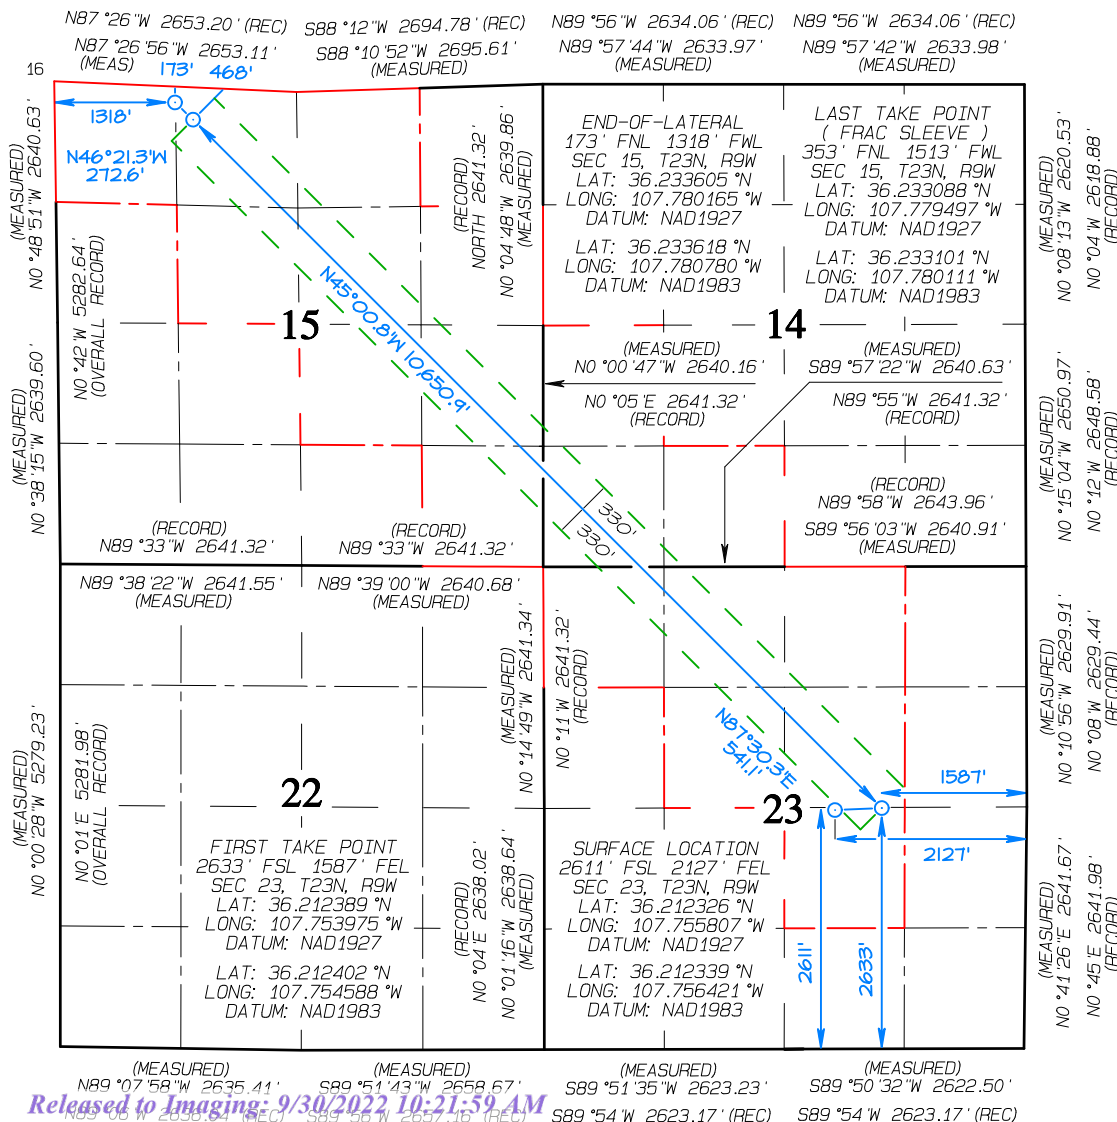 N87°26'W 2653.20' (REC)
S88°12'W 2694.78' (REC)
N89°56'W 2634.06' (REC)
N89°56'W 2634.06' (REC)
N87°26'56"W 2653.11'
(MEAS)
S88°10'52"W 2695.61'
(MEASURED)
N89°57'44"W 2633.97'
(MEASURED)
N89°57'42"W 2633.98'
(MEASURED)
16
173'
468'
1318'
N46°21.3'W
272.6'
(MEASURED)
N0°48'51"W 2640.63'
N0°42'W 5282.64'
(OVERALL RECORD)
(MEASURED)
N0°38'15"W 2639.60'
(RECORD)
NORTH 2641.32'
N0°04'48"W 2639.86'
(MEASURED)
END-OF-LATERAL
173' FNL 1318' FWL
SEC 15, T23N, R9W
LAT: 36.233605°N
LONG: 107.780165°W
DATUM: NAD1927
LAT: 36.233618°N
LONG: 107.780780°W
DATUM: NAD1983
LAST TAKE POINT
( FRAC SLEEVE )
353' FNL 1513' FWL
SEC 15, T23N, R9W
LAT: 36.233088°N
LONG: 107.779497°W
DATUM: NAD1927
LAT: 36.233101°N
LONG: 107.780111°W
DATUM: NAD1983
(MEASURED)
N0°08'13"W 2620.53'
N0°04'W 2618.88'
(RECORD)
15
14
N45°00.8'W 10,650.9'
(MEASURED)
N0°00'47"W 2640.16'
N0°05'E 2641.32'
(RECORD)
(MEASURED)
S89°57'22"W 2640.63'
N89°55'W 2641.32'
(RECORD)
(MEASURED)
N0°15'04"W 2650.97'
N0°12'W 2648.58'
(RECORD)
(RECORD)
N89°58'W 2643.96'
S89°56'03"W 2640.91'
(MEASURED)
330'
330'
(RECORD)
N89°33'W 2641.32'
(RECORD)
N89°33'W 2641.32'
N89°38'22"W 2641.55'
(MEASURED)
N89°39'00"W 2640.68'
(MEASURED)
(MEASURED)
N0°14'49"W 2641.34'
N0°11'W 2641.32'
(RECORD)
(MEASURED)
N0°10'56"W 2629.91'
N0°08'W 2629.44'
(RECORD)
N87°30.3'E
541.1'
1587'
2127'
22
23
(MEASURED)
N0°00'28"W 5279.23'
N0°01'E 5281.98'
(OVERALL RECORD)
FIRST TAKE POINT
2633' FSL 1587' FEL
SEC 23, T23N, R9W
LAT: 36.212389°N
LONG: 107.753975°W
DATUM: NAD1927
LAT: 36.212402°N
LONG: 107.754588°W
DATUM: NAD1983
(RECORD)
N0°04'E 2638.02'
N0°01'16"W 2638.64'
(MEASURED)
SURFACE LOCATION
2611' FSL 2127' FEL
SEC 23, T23N, R9W
LAT: 36.212326°N
LONG: 107.755807°W
DATUM: NAD1927
LAT: 36.212339°N
LONG: 107.756421°W
DATUM: NAD1983
2611'
2633'
(MEASURED)
N0°41'26"E 2641.67'
N0°45'E 2641.98'
(RECORD)
(MEASURED)
N89°07'58"W 2635.41'
(MEASURED)
S89°51'43"W 2658.67'
(MEASURED)
S89°51'35"W 2623.23'
(MEASURED)
S89°50'32"W 2622.50'
Released to Imaging: 9/30/2022 10:21:59 AM
S89°56'W 2657.16' (REC)
S89°54'W 2623.17' (REC)
S89°54'W 2623.17' (REC)